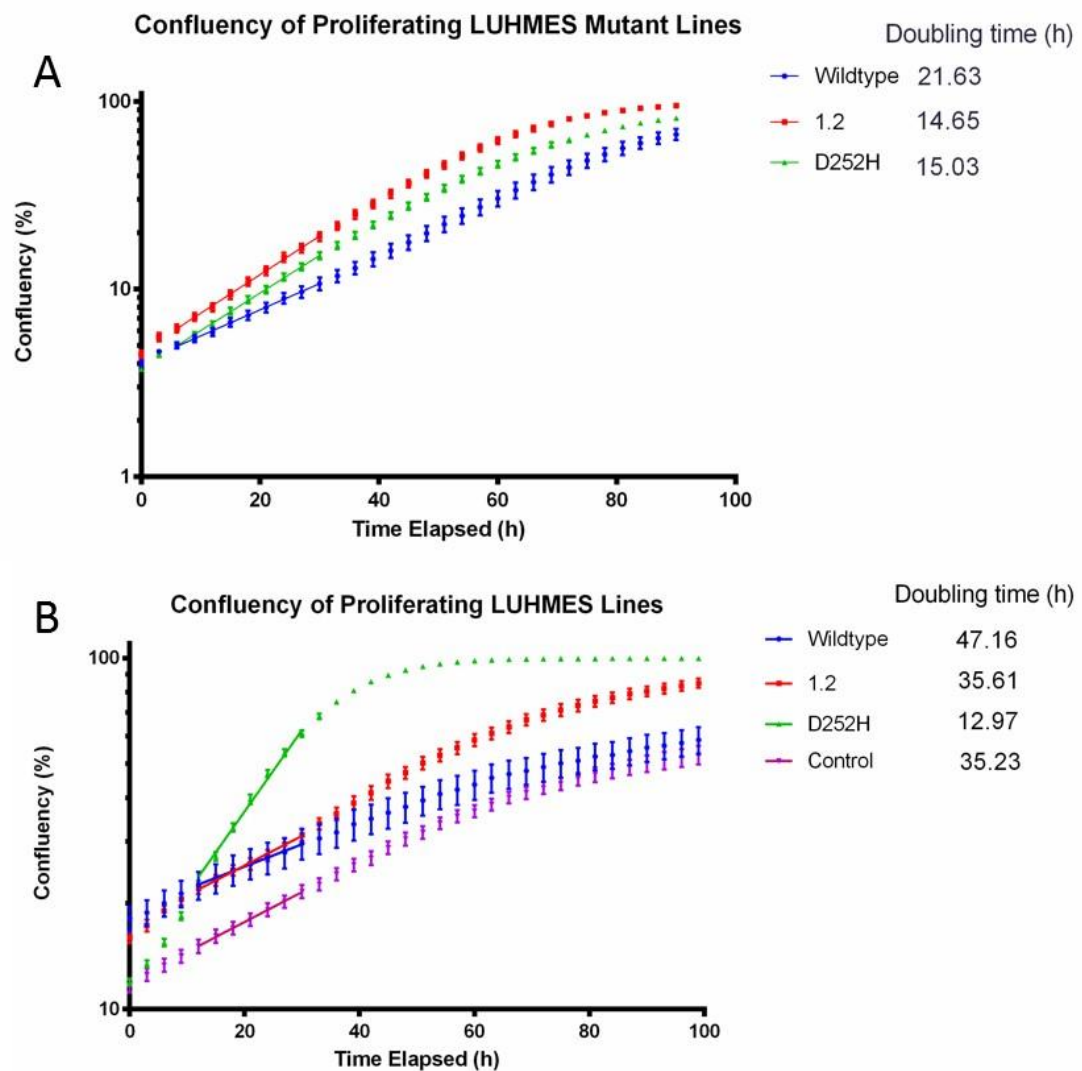 Confluency of Proliferating LUHMES Mutant Lines
A
Doubling time (h)
Wildtype 21.63
1.2 14.65
D252H 15.03
Confluency (%)
100
10
1
0 20 40 60 80 100
Time Elapsed (h)
Confluency of Proliferating LUHMES Lines
B
Doubling time (h)
Wildtype 47.16
1.2 35.61
D252H 12.97
Control 35.23
Confluency (%)
100
10
0 20 40 60 80 100
Time Elapsed (h)